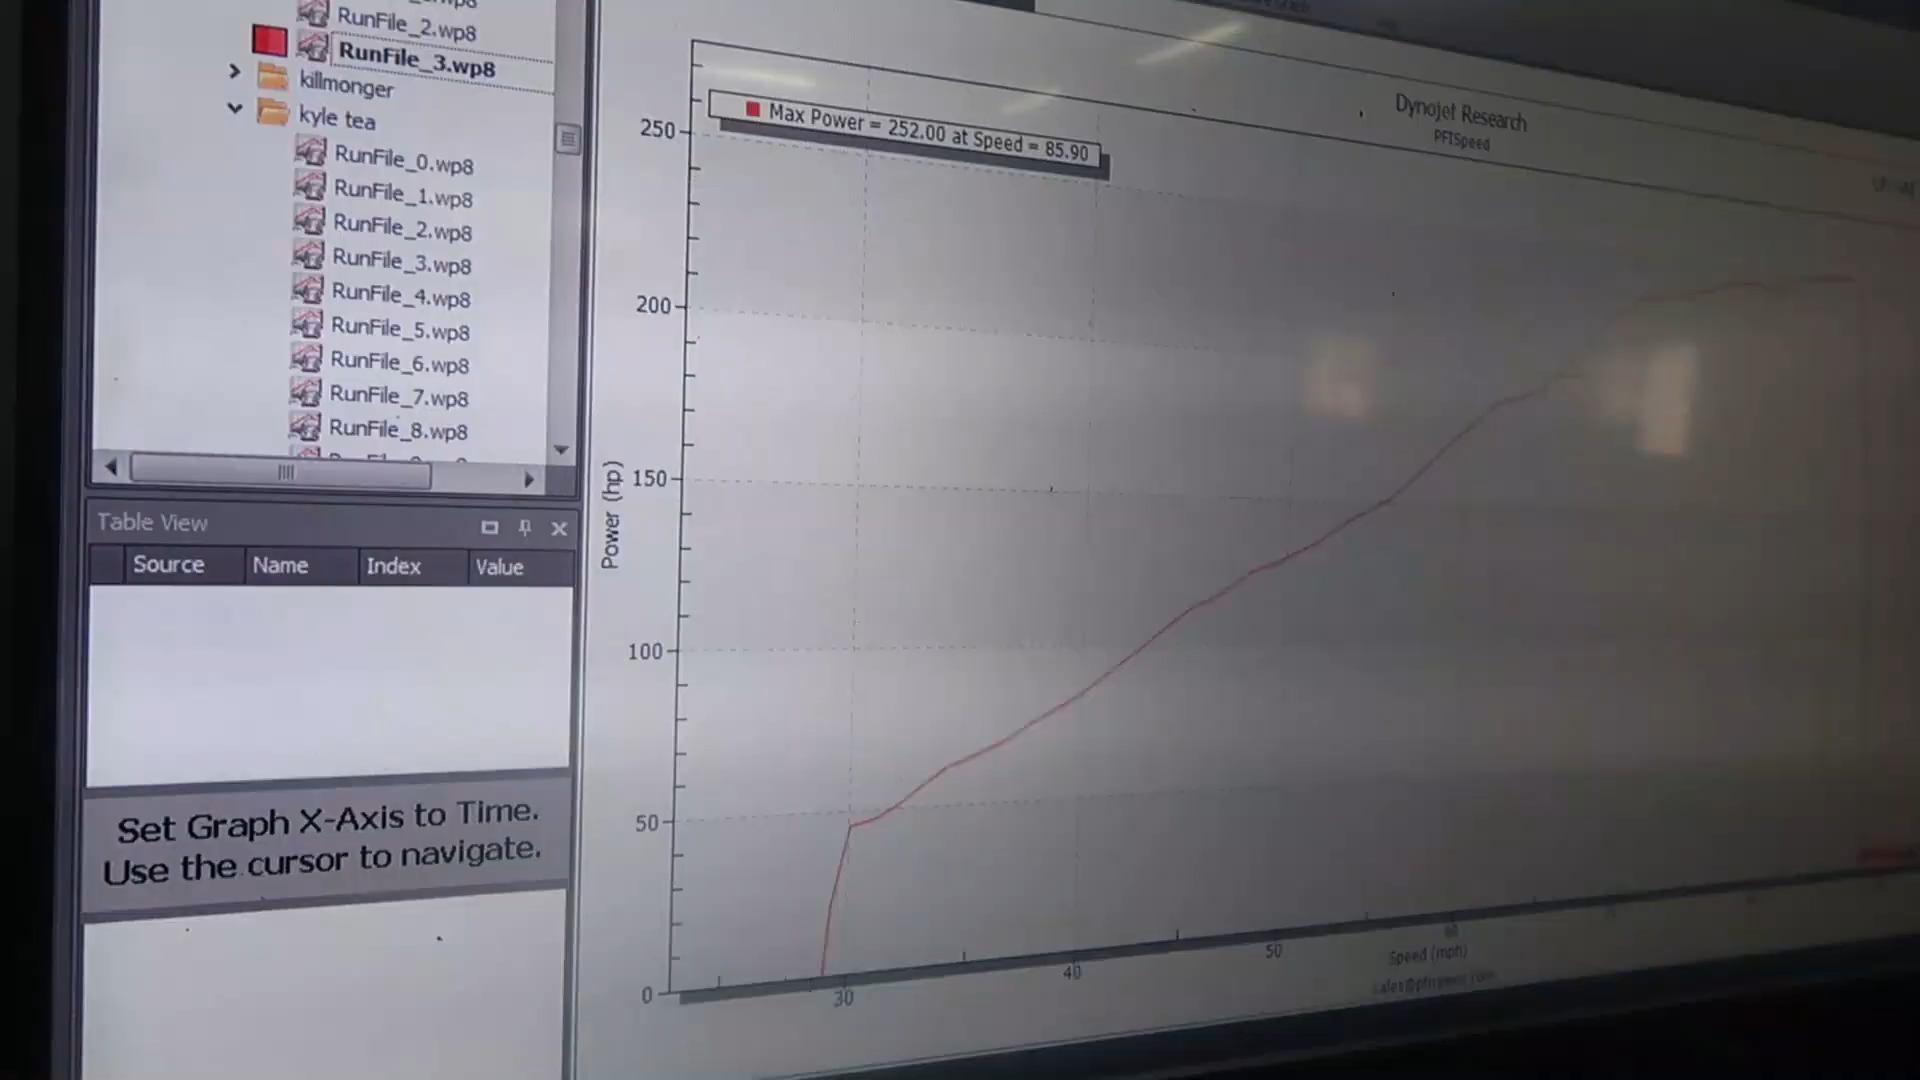 RunFile_2.wp8
RunFile_3.wp8
killmonger
kyle tea
RunFile_0.wp8
RunFile_1.wp8
RunFile_2.wp8
RunFile_3.wp8
RunFile_4.wp8
RunFile_5.wp8
RunFile_6.wp8
RunFile_7.wp8
RunFile_8.wp8
Table View
Source Name Index Value
Set Graph X-Axis to Time.
Use the cursor to navigate.
Dynojet Research
PFISpeed
Max Power = 252.00 at Speed = 85.90
250
200
150
100
50
0
Power (hp)
30 40 50 60
Speed (mph)